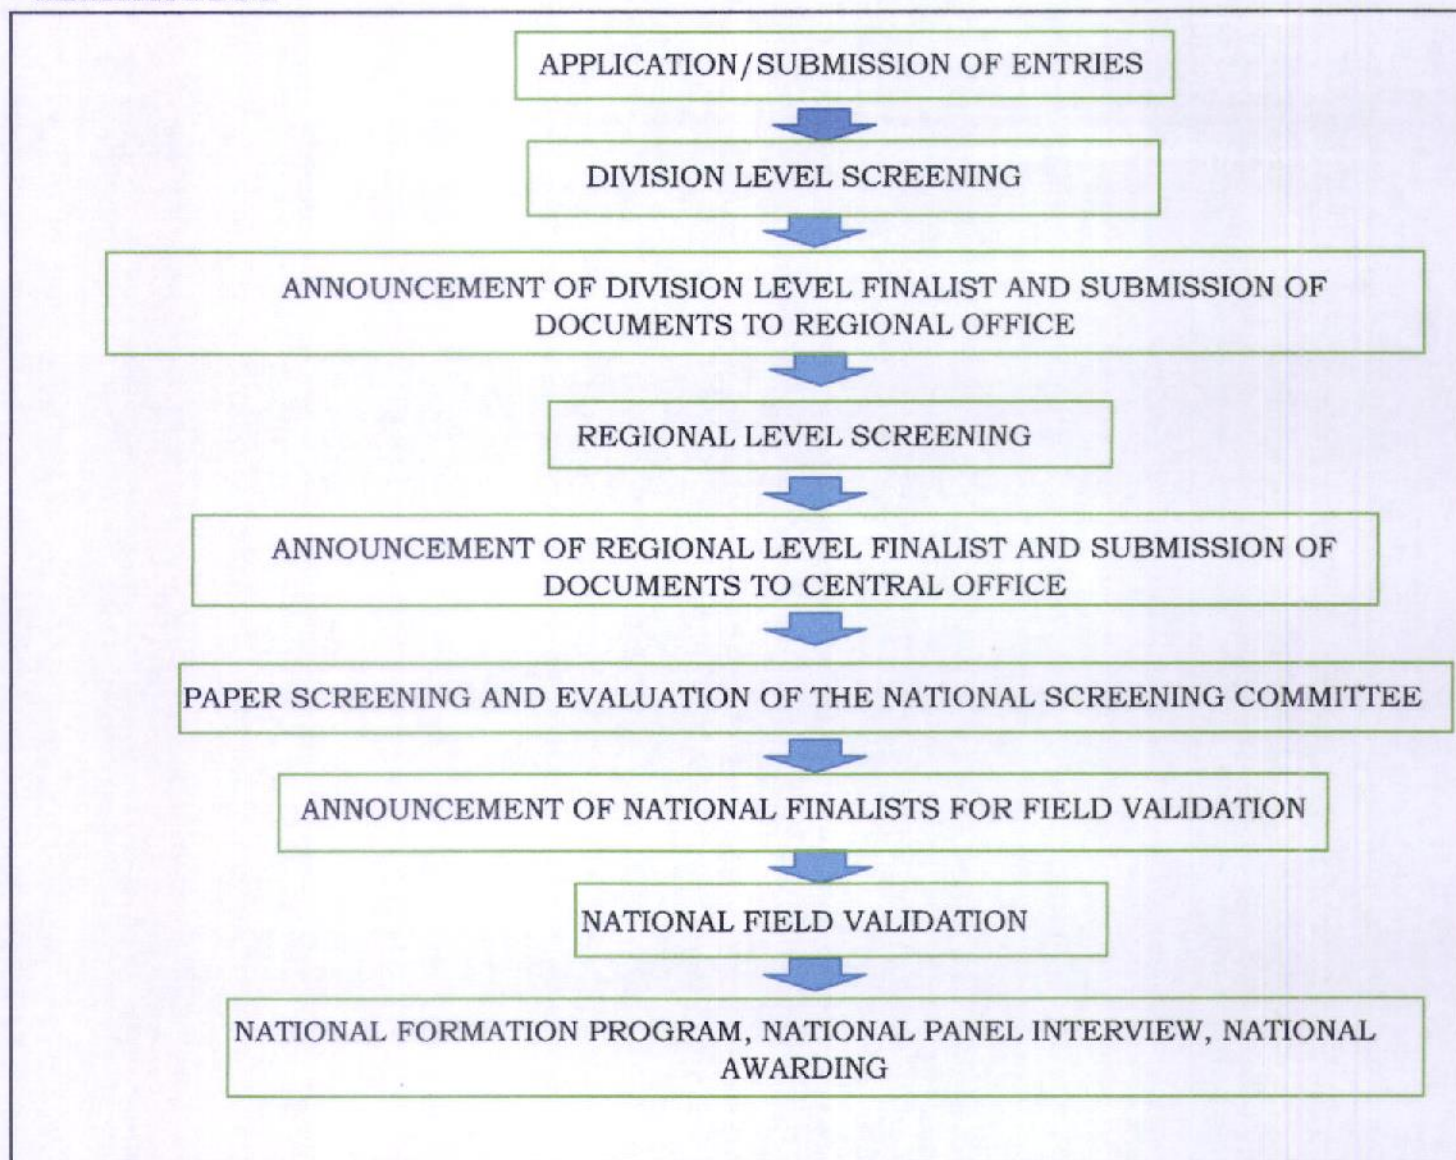 APPLICATION/SUBMISSION OF ENTRIES
DIVISION LEVEL SCREENING
ANNOUNCEMENT OF DIVISION LEVEL FINALIST AND SUBMISSION OF
DOCUMENTS TO REGIONAL OFFICE
REGIONAL LEVEL SCREENING
ANNOUNCEMENT OF REGIONAL LEVEL FINALIST AND SUBMISSION OF
DOCUMENTS TO CENTRAL OFFICE
PAPER SCREENING AND EVALUATION OF THE NATIONAL SCREENING COMMITTEE
ANNOUNCEMENT OF NATIONAL FINALISTS FOR FIELD VALIDATION
NATIONAL FIELD VALIDATION
NATIONAL FORMATION PROGRAM, NATIONAL PANEL INTERVIEW, NATIONAL
AWARDING